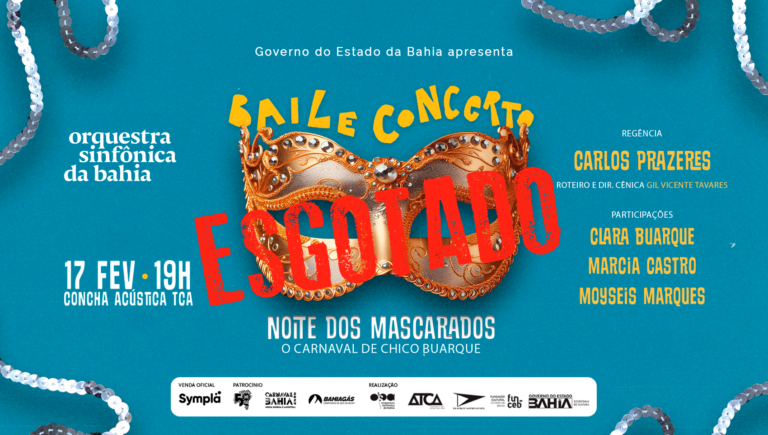 Governo do Estado da Bahia apresenta
BAILE CONCERTO
orquestra
sinfônica
da bahia
17 FEV • 19H
CONCHA ACÚSTICA TCA
ESGOTADO
NOITE DOS MASCARADOS
O CARNAVAL DE CHICO BUARQUE
REGÊNCIA
CARLOS PRAZERES
ROTEIRO E DIR. CÊNICA GIL VICENTE TAVARES
PARTICIPAÇÕES
CLARA BUARQUE
MARCIA CASTRO
MOYSEIS MARQUES
VENDA OFICIAL
Sympla
PATROCÍNIO
CARNAVAL
BAHIA
BAHIAGÁS
REALIZAÇÃO
ATCA
funceb
GOVERNO DO ESTADO
BAHIA